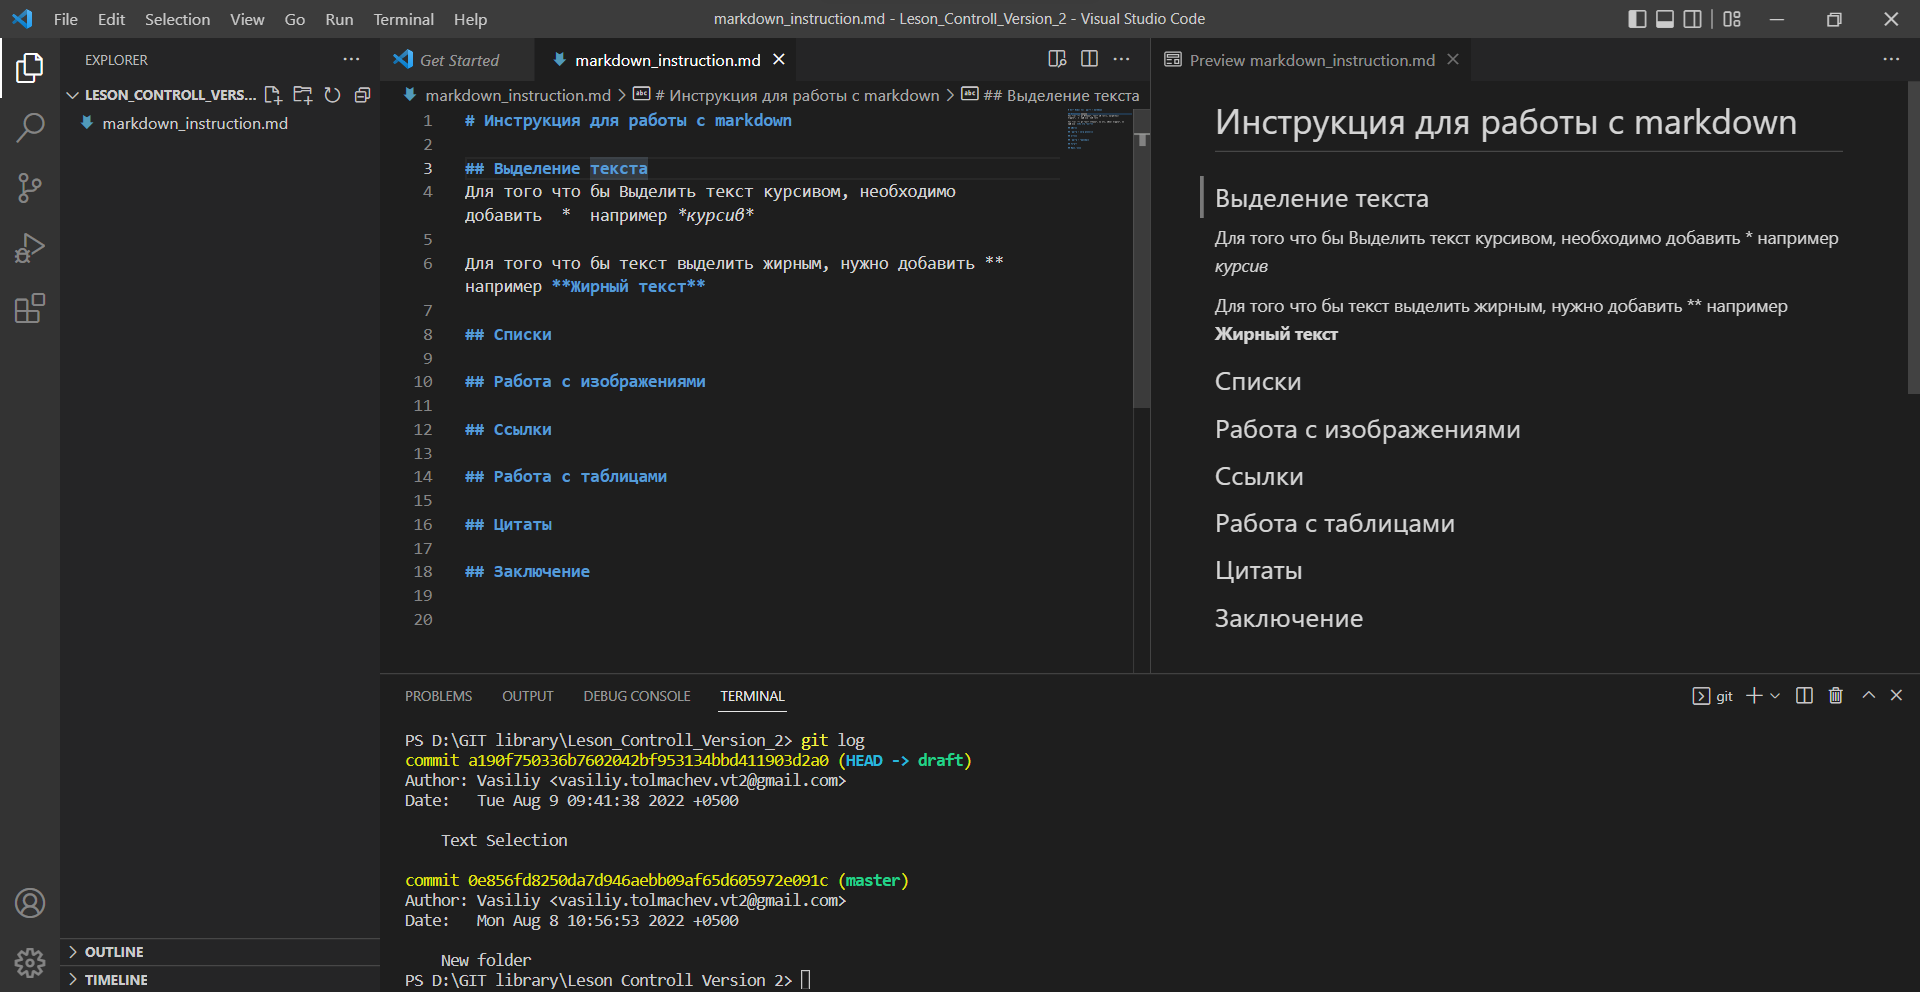 File Edit Selection View Go Run Terminal Help
markdown_instruction.md - Leson_Controll_Version_2 - Visual Studio Code
EXPLORER
LESON_CONTROLL_VERS...
markdown_instruction.md
OUTLINE
TIMELINE
Get Started
markdown_instruction.md
markdown_instruction.md > # Инструкция для работы с markdown > ## Выделение текста
1 # Инструкция для работы с markdown
2
3 ## Выделение текста
4 Для того что бы Выделить текст курсивом, необходимо
добавить * например *курсив*
5
6 Для того что бы текст выделить жирным, нужно добавить **
например **Жирный текст**
7
8 ## Списки
9
10 ## Работа с изображениями
11
12 ## Ссылки
13
14 ## Работа с таблицами
15
16 ## Цитаты
17
18 ## Заключение
19
20
Preview markdown_instruction.md
Инструкция для работы с markdown
Выделение текста
Для того что бы Выделить текст курсивом, необходимо добавить * например
курсив
Для того что бы текст выделить жирным, нужно добавить ** например
Жирный текст
Списки
Работа с изображениями
Ссылки
Работа с таблицами
Цитаты
Заключение
PROBLEMS OUTPUT DEBUG CONSOLE TERMINAL
git
PS D:\GIT library\Leson_Controll_Version_2> git log
commit a190f750336b7602042bf953134bbd411903d2a0 (HEAD -> draft)
Author: Vasiliy <vasiliy.tolmachev.vt2@gmail.com>
Date: Tue Aug 9 09:41:38 2022 +0500
Text Selection
commit 0e856fd8250da7d946aebb09af65d605972e091c (master)
Author: Vasiliy <vasiliy.tolmachev.vt2@gmail.com>
Date: Mon Aug 8 10:56:53 2022 +0500
New folder
PS D:\GIT library\Leson_Controll_Version_2>